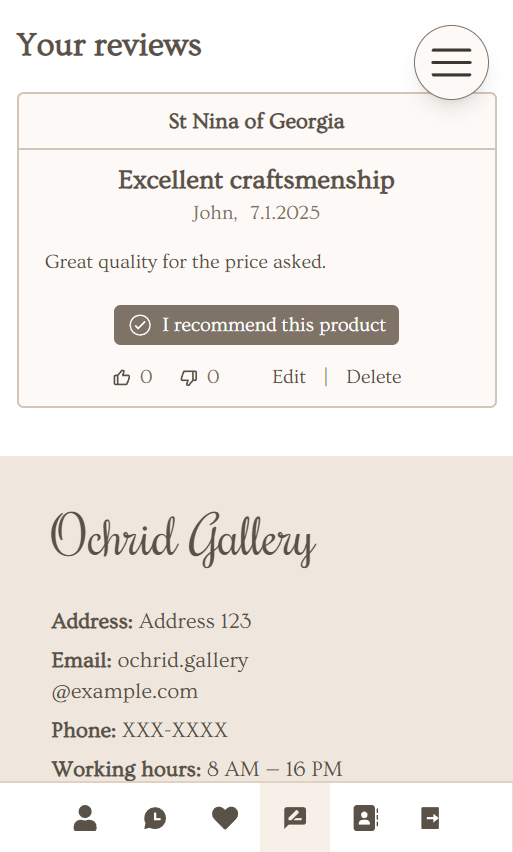 Your reviews
St Nina of Georgia
Excellent craftsmenship
John, 7.1.2025
Great quality for the price asked.
I recommend this product
0 0 Edit | Delete
Ochrid Gallery
Address: Address 123
Email: ochrid.gallery
@example.com
Phone: XXX-XXXX
Working hours: 8 AM – 16 PM